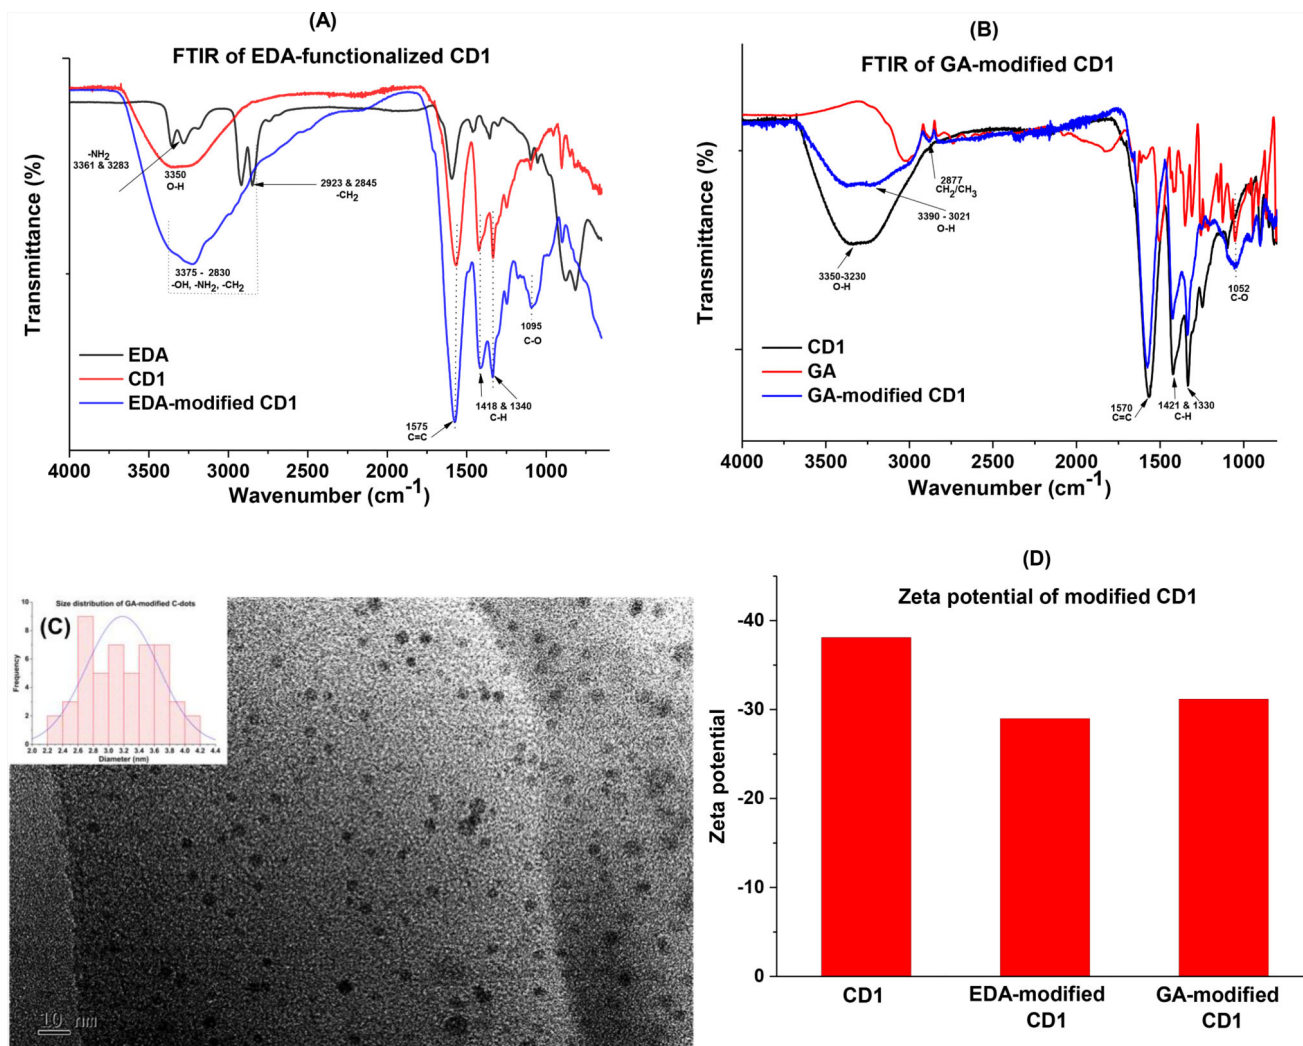 (A)
FTIR of EDA-functionalized CD1
Transmittance (%)
-NH2
3361 & 3283
3350
O-H
2923 & 2845
-CH2
3375 - 2830
-OH, -NH2, -CH2
1095
C-O
EDA
CD1
EDA-modified CD1
1418 & 1340
C-H
1575
C=C
4000 3500 3000 2500 2000 1500 1000
Wavenumber (cm-1)
(B)
FTIR of GA-modified CD1
Transmittance (%)
2877
CH2/CH3
3390 - 3021
O-H
3350-3230
O-H
1052
C-O
CD1
GA
GA-modified CD1
1570
C=C
1421 & 1330
C-H
4000 3500 3000 2500 2000 1500 1000
Wavenumber (cm-1)
Size distribution of GA-modified C-dots
(C)
Frequency
10
8
6
4
2
0
2.0 2.2 2.4 2.6 2.8 3.0 3.2 3.4 3.6 3.8 4.0 4.2 4.4
Diameter (nm)
10 nm
(D)
Zeta potential of modified CD1
Zeta potential
-40
-30
-20
-10
0
CD1
EDA-modified
CD1
GA-modified
CD1